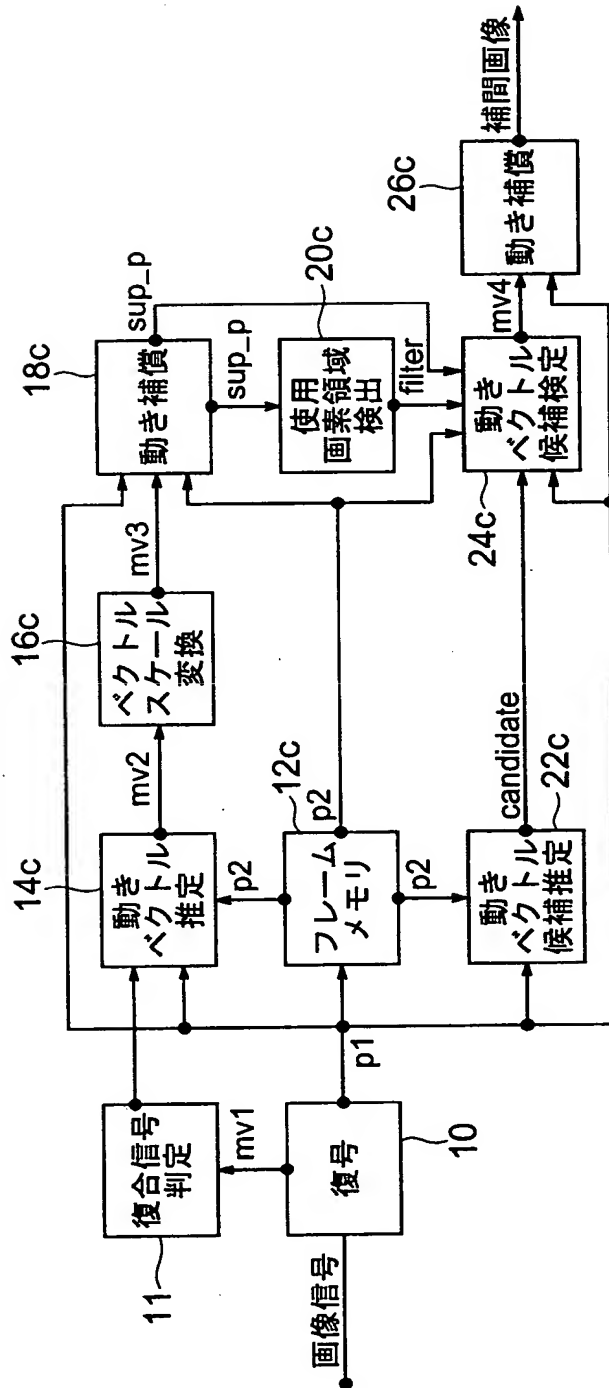 画像信号
10
復号
mv1
11
復合信号
判定
p1
14c
動き
ベクトル
推定
p2
12c
フレーム
メモリ
p2
p2
22c
動き
ベクトル
候補推定
mv2
16c
ベクトル
スケール
変換
mv3
candidate
18c
動き補償
sup_p
sup_p
20c
使用
画素領域
検出
filter
24c
動き
ベクトル
候補検定
mv4
26c
動き補償
補間画像